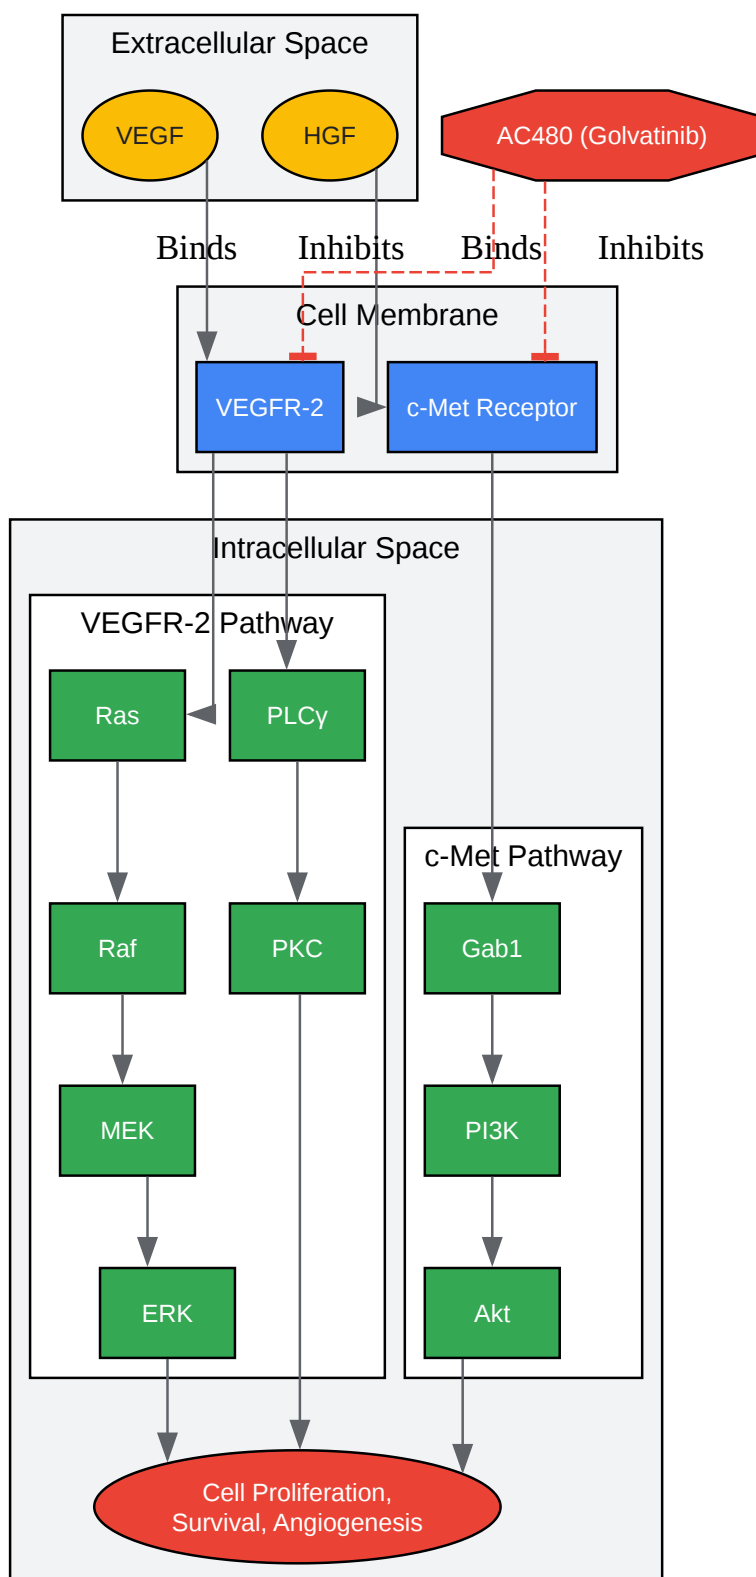 Extracellular Space
VEGF
HGF
AC480 (Golvatinib)
Binds
Inhibits
Binds
Inhibits
Cell Membrane
VEGFR-2
c-Met Receptor
Intracellular Space
VEGFR-2 Pathway
Ras
PLCγ
c-Met Pathway
Raf
PKC
Gab1
MEK
PI3K
ERK
Akt
Cell Proliferation,
Survival, Angiogenesis